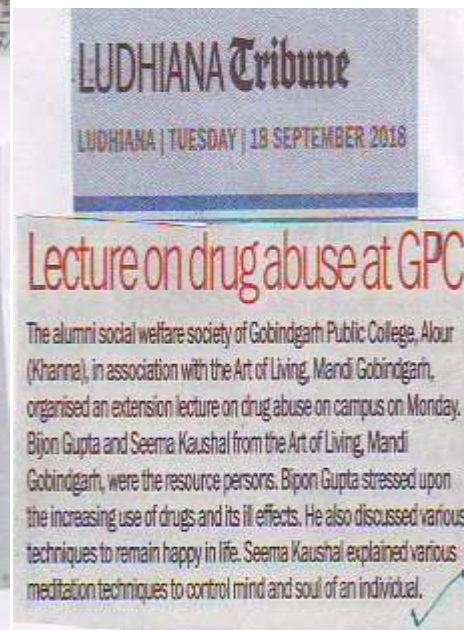 LUDHIANA Tribune
LUDHIANA | TUESDAY | 18 SEPTEMBER 2018
Lecture on drug abuse at GPC
The alumni social welfare society of Gobindgarh Public College, Alour
(Khanna), in association with the Art of Living, Mandi Gobindgarh,
organised an extension lecture on drug abuse on campus on Monday.
Bijon Gupta and Seema Kaushal from the Art of Living, Mandi
Gobindgarh, were the resource persons. Bipon Gupta stressed upon
the increasing use of drugs and its ill effects. He also discussed various
techniques to remain happy in life. Seema Kaushal explained various
meditation techniques to control mind and soul of an individual.